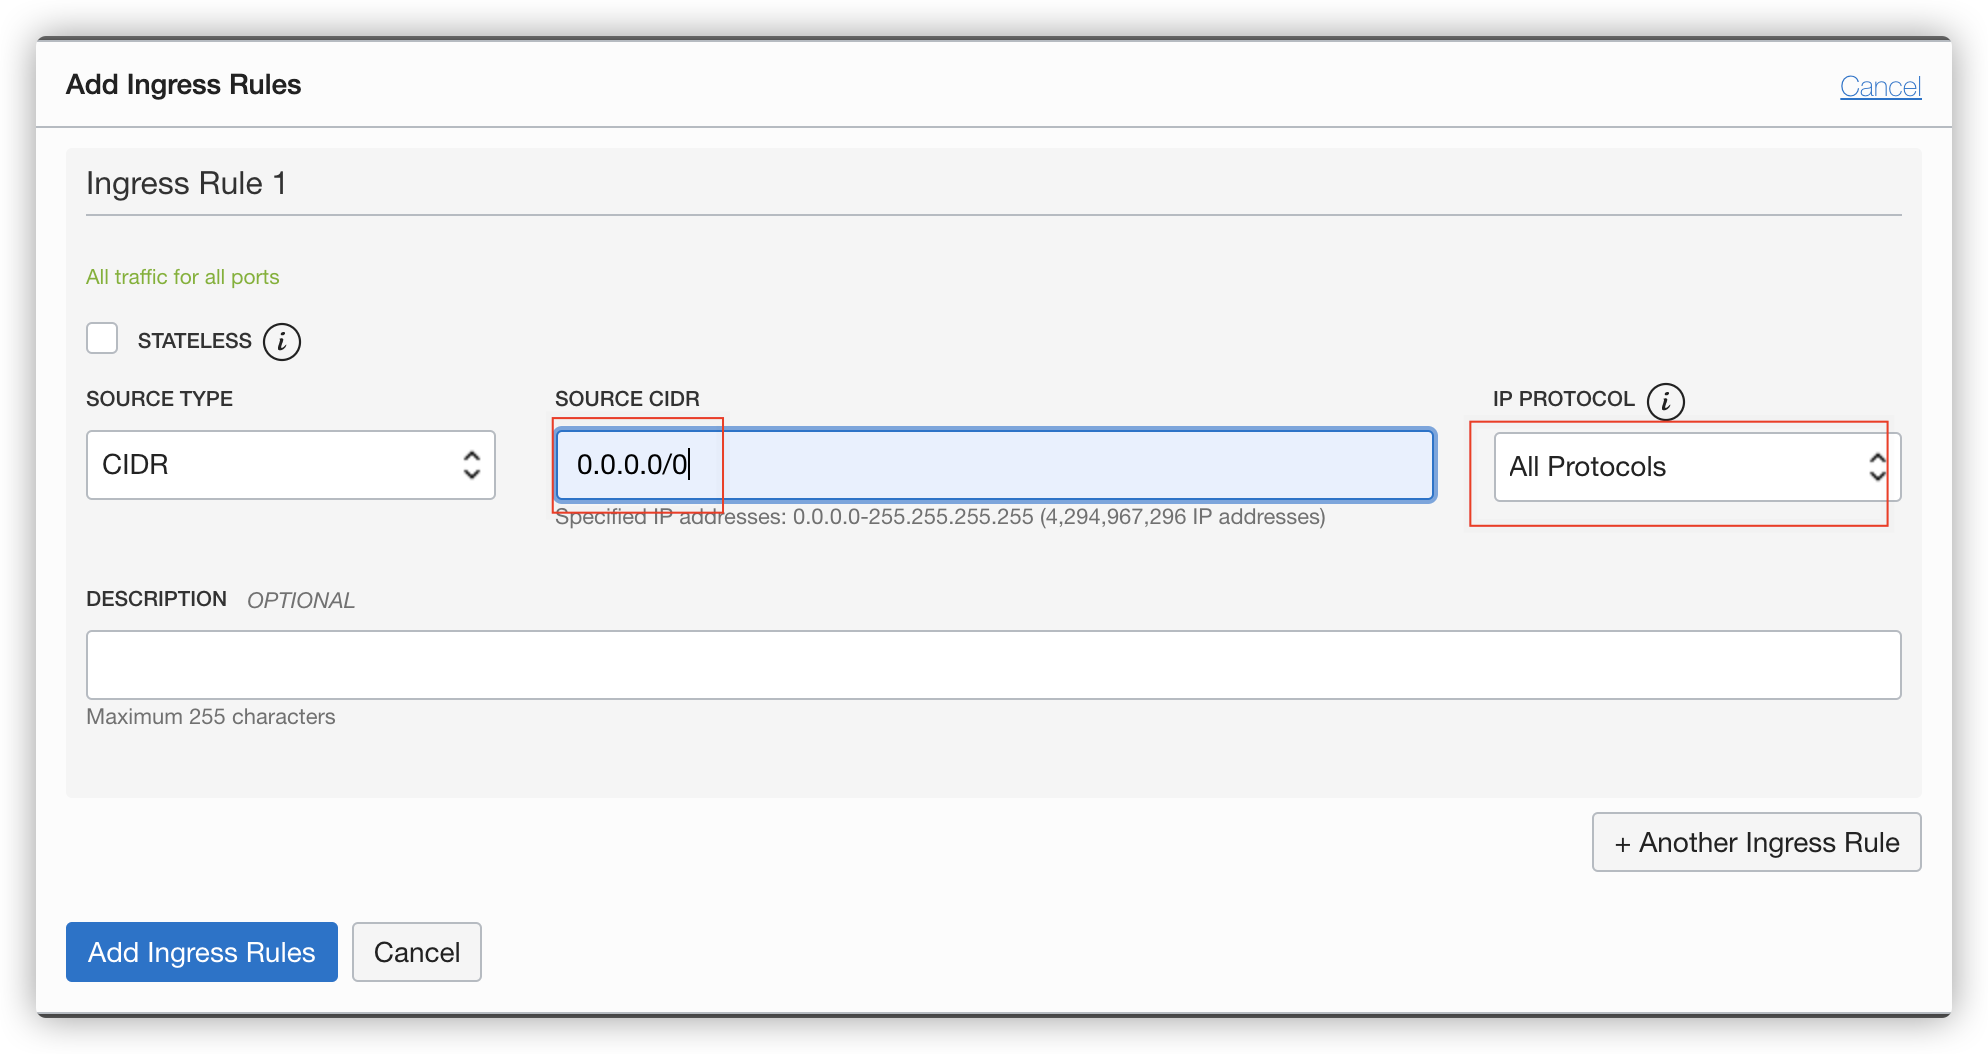 Add Ingress Rules
Cancel
Ingress Rule 1
All traffic for all ports
STATELESS i
SOURCE TYPE
SOURCE CIDR
IP PROTOCOL i
CIDR
0.0.0.0/0
All Protocols
Specified IP addresses: 0.0.0.0-255.255.255.255 (4,294,967,296 IP addresses)
DESCRIPTION OPTIONAL
Maximum 255 characters
+ Another Ingress Rule
Add Ingress Rules
Cancel